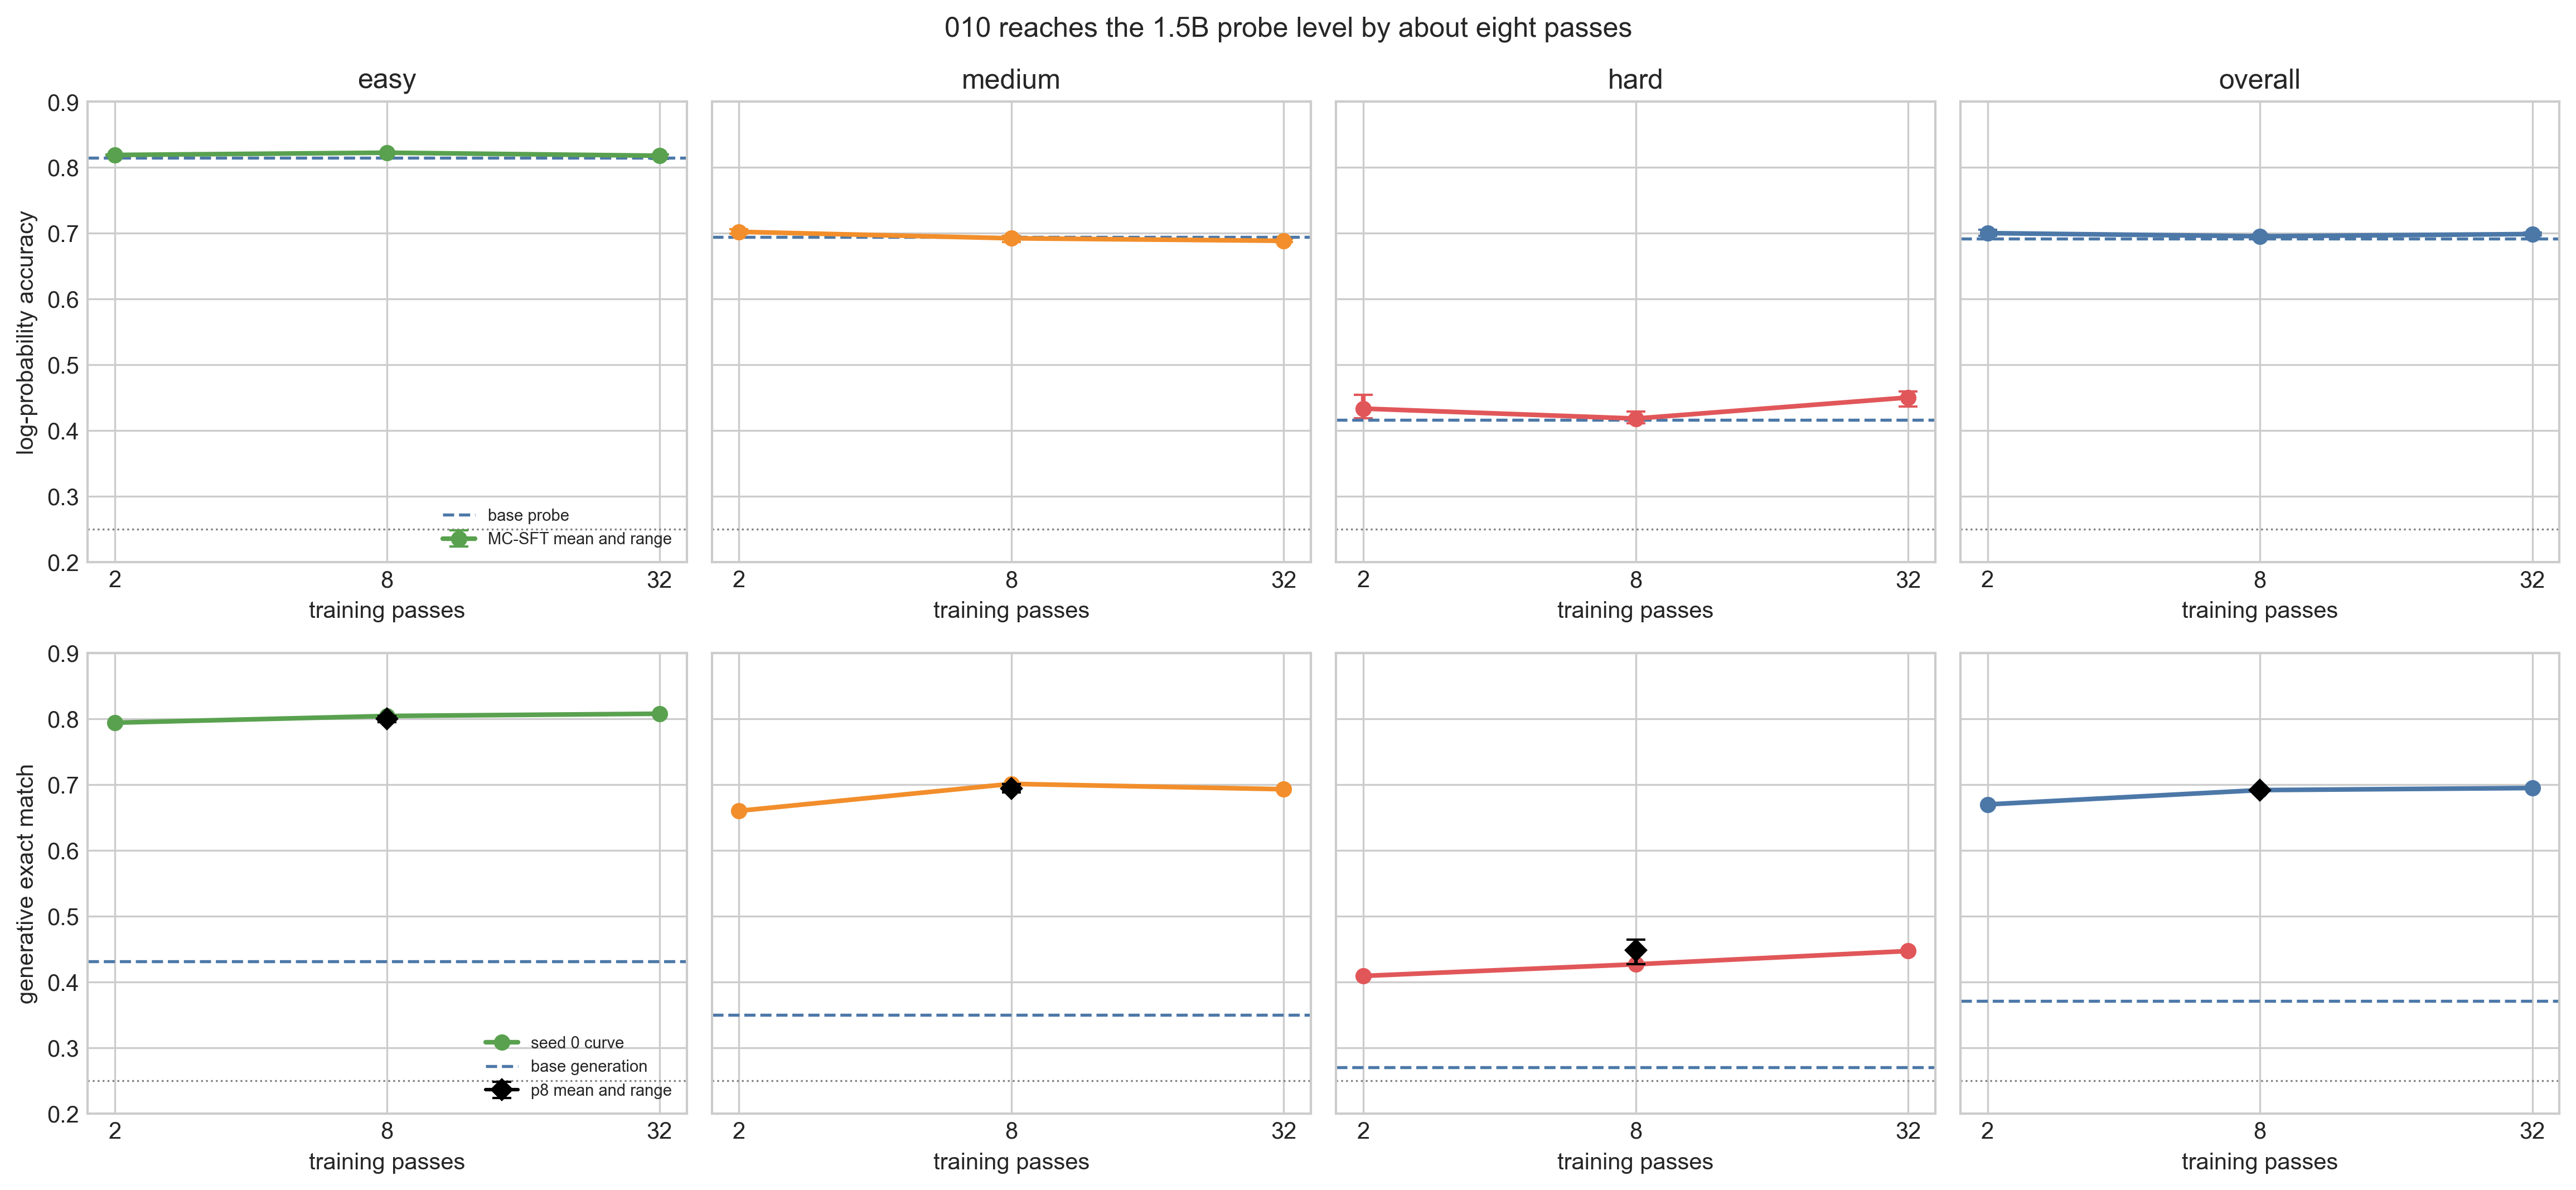 010 reaches the 1.5B probe level by about eight passes
easy
medium
hard
overall
log-probability accuracy
0.9
0.8
0.7
0.6
0.5
0.4
0.3
0.2
base probe
MC-SFT mean and range
2
8
32
2
8
32
2
8
32
2
8
32
training passes
training passes
training passes
training passes
generative exact match
0.9
0.8
0.7
0.6
0.5
0.4
0.3
0.2
seed 0 curve
base generation
p8 mean and range
2
8
32
2
8
32
2
8
32
2
8
32
training passes
training passes
training passes
training passes